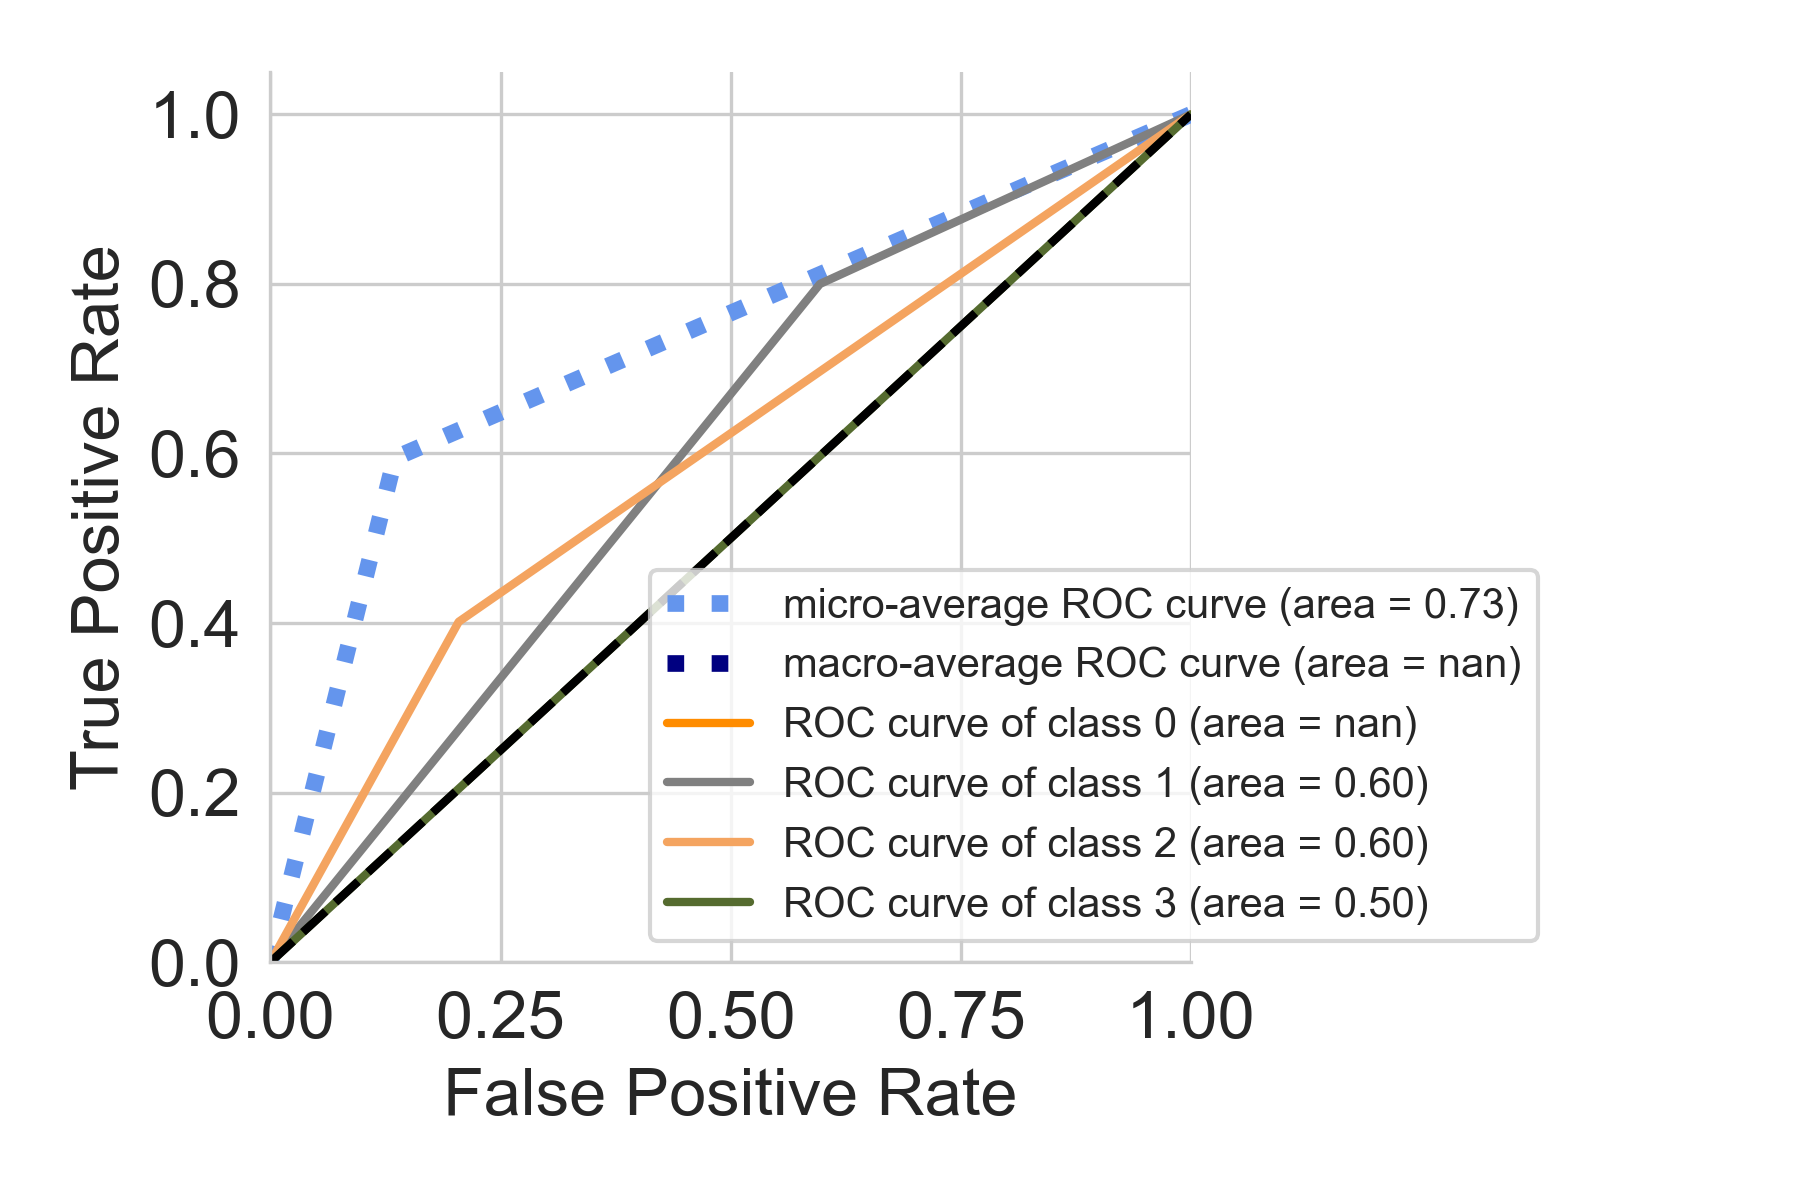 True Positive Rate
1.0
0.8
0.6
0.4
0.2
0.0
0.00 0.25 0.50 0.75 1.00
False Positive Rate
micro-average ROC curve (area = 0.73)
macro-average ROC curve (area = nan)
ROC curve of class 0 (area = nan)
ROC curve of class 1 (area = 0.60)
ROC curve of class 2 (area = 0.60)
ROC curve of class 3 (area = 0.50)